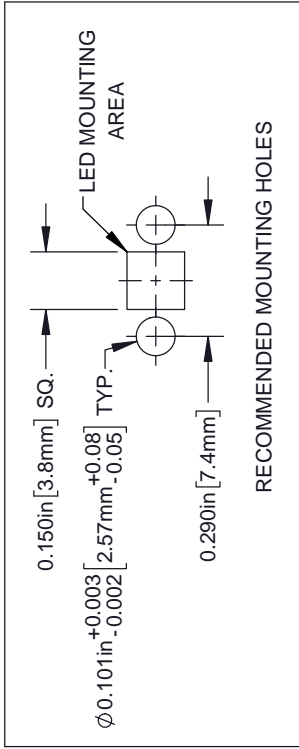 0.150in [3.8mm] SQ.
LED MOUNTING
AREA
Ø0.101in +0.003 -0.002 [2.57mm +0.08 -0.05] TYP.
0.290in [7.4mm]
RECOMMENDED MOUNTING HOLES